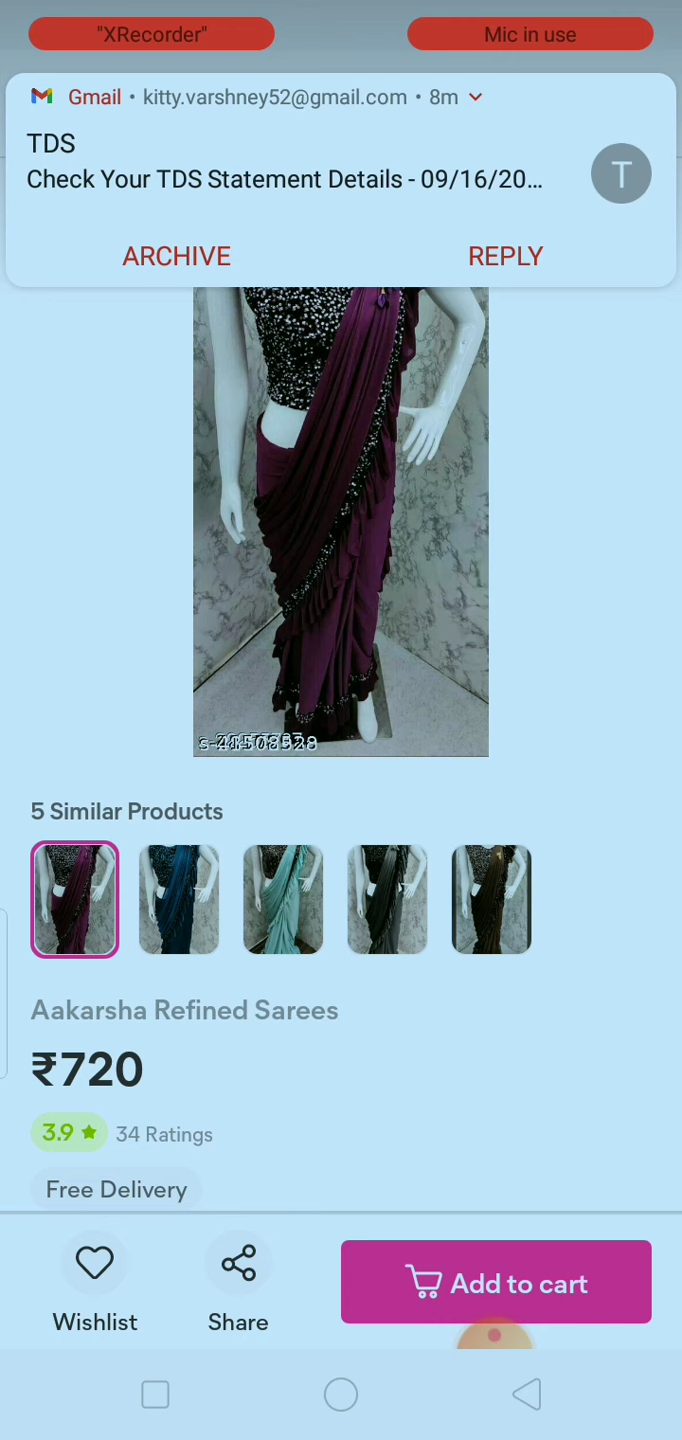 "XRecorder"
Mic in use
Gmail • kitty.varshney52@gmail.com • 8m
TDS
Check Your TDS Statement Details - 09/16/20...
T
ARCHIVE
REPLY
5 Similar Products
Aakarsha Refined Sarees
₹720
3.9 ★
34 Ratings
Free Delivery
Add to cart
Wishlist
Share